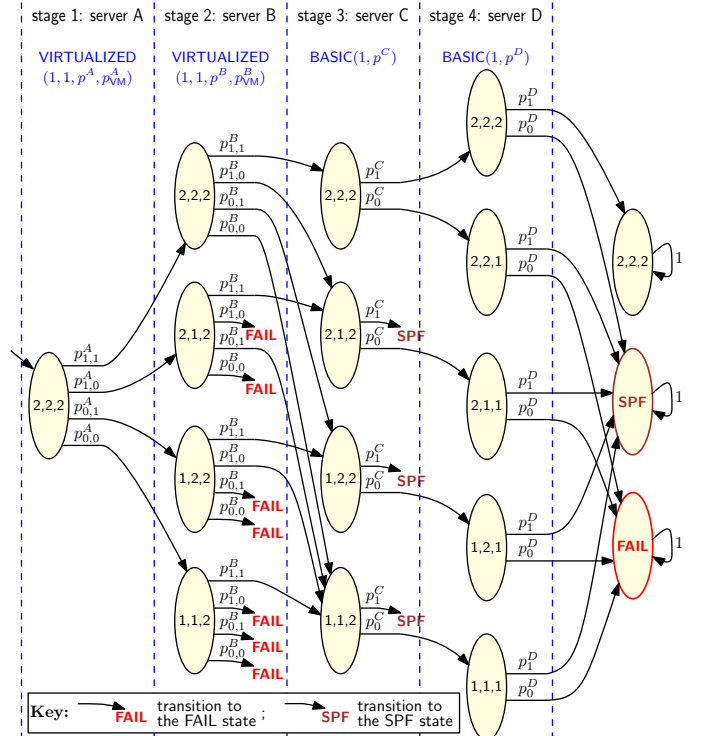 stage 1: server A stage 2: server B stage 3: server C stage 4: server D
VIRTUALIZED VIRTUALIZED BASIC(1, p^C) BASIC(1, p^D)
(1, 1, p^A, p^A_VM) (1, 1, p^B, p^B_VM)
2,2,2
p^A_{1,1}
p^A_{1,0}
p^A_{0,1}
p^A_{0,0}
2,2,2
p^B_{1,1}
p^B_{1,0}
p^B_{0,1}
p^B_{0,0}
2,1,2
p^B_{1,1}
p^B_{1,0}
FAIL
p^B_{0,1}
p^B_{0,0}
FAIL
1,2,2
p^B_{1,1}
p^B_{1,0}
p^B_{0,1}
FAIL
p^B_{0,0}
FAIL
1,1,2
p^B_{1,1}
p^B_{1,0}
FAIL
p^B_{0,1}
FAIL
p^B_{0,0}
FAIL
2,2,2
p^C_1
p^C_0
2,1,2
p^C_1
SPF
p^C_0
1,2,2
p^C_1
SPF
p^C_0
1,1,2
p^C_1
SPF
p^C_0
2,2,2
p^D_1
p^D_0
2,2,1
p^D_1
p^D_0
2,1,1
p^D_1
p^D_0
1,2,1
p^D_1
p^D_0
1,1,1
p^D_1
p^D_0
2,2,2 1
SPF 1
FAIL 1
Key: FAIL transition to the FAIL state ; SPF transition to the SPF state